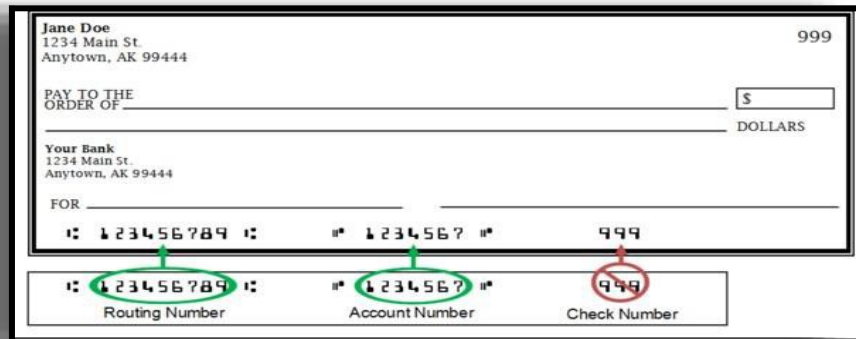 Jane Doe
999
1234 Main St.
Anytown, AK 99444
PAY TO THE
ORDER OF
$
DOLLARS
Your Bank
1234 Main St.
Anytown, AK 99444
FOR
⑆ 123456789 ⑆ ⑈ 1234567 ⑈ 999
⑆ 123456789 ⑆ ⑈ 1234567 ⑈ 999
Routing Number Account Number Check Number